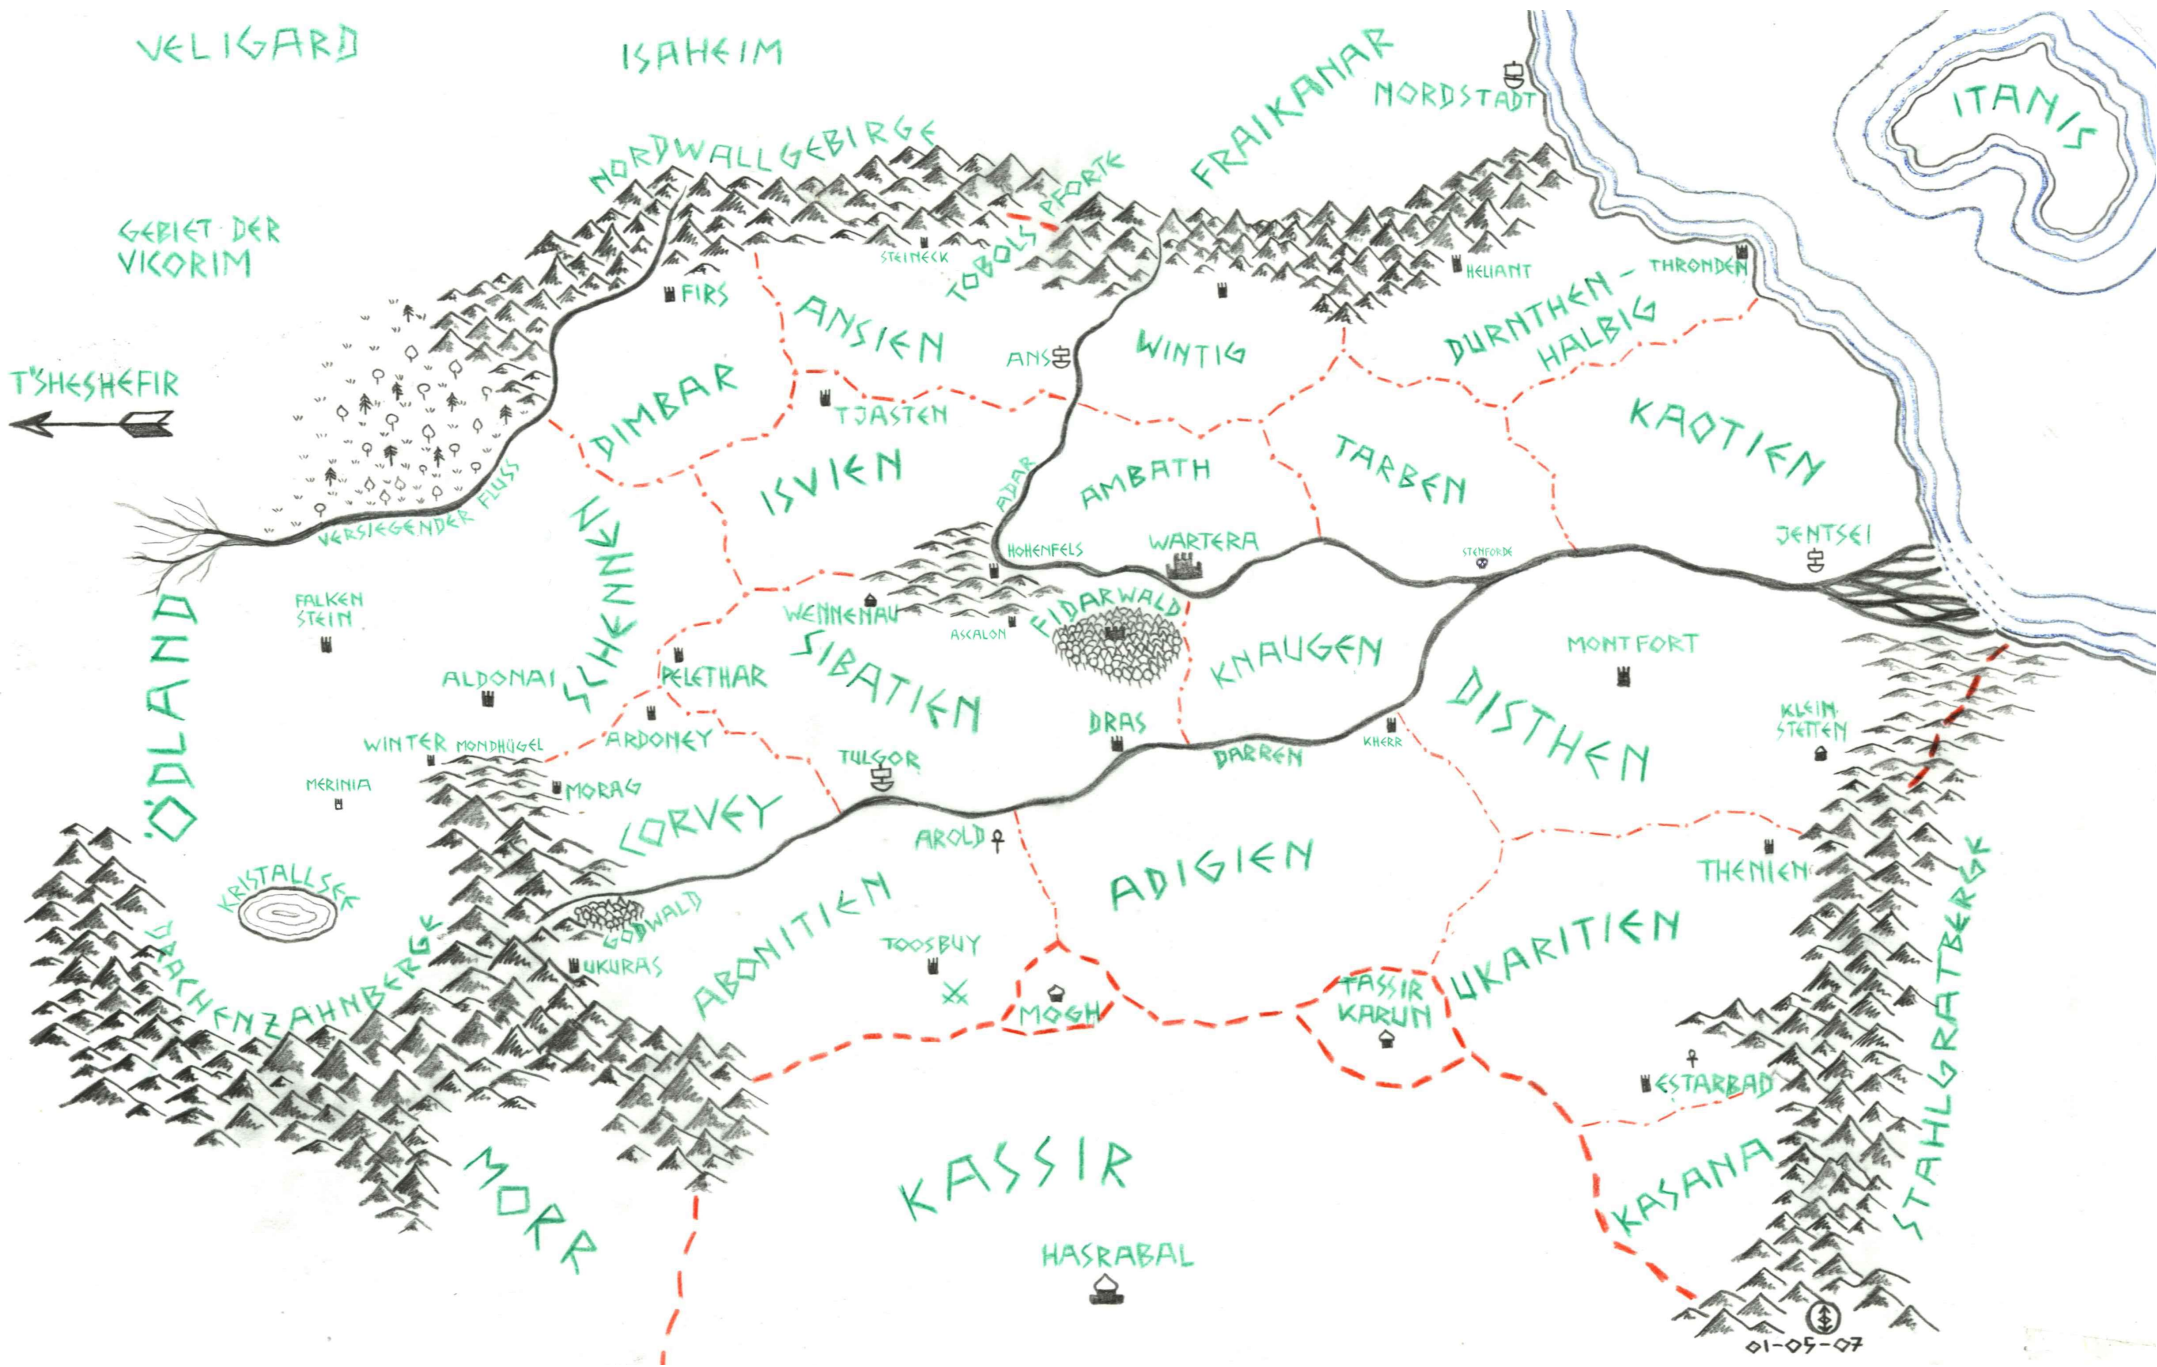 VELIGARD
ISAHEIM
FRAIKANAR
NORDSTADT
ITANIS
NORDWALLGEBIRGE
TOBOLS PFORTE
GEBIET DER
VICORIM
STEINECK
HELIANT
THRONDEN
FIRS
ANSIEN
ANS
WINTIG
DURNTHEN-
HALBIG
T'SHESHEFIR
DIMBAR
TJASTEN
KAOTIEN
ISVIEN
ADAR
AMBATH
TARBEN
VERSIEGENDER FLUSS
SCHENNEN
HOHENFELS
WARTERA
STENFORDE
JENTSEI
FALKEN
STEIN
ÖDLAND
WENNENAU
ASCALON
FIDARWALD
SIBATIEN
KNAUGEN
MONTFORT
ALDONAI
PELETHAR
DISTHEN
KLEIN-
STETTEN
WINTER
MONDHÜGEL
ARDONEY
DRAS
KHERR
DARREN
TULGOR
MERINIA
MORAG
CORVEY
AROLD
ADIGIEN
THENIEN
KRISTALLSEE
GODWALD
ABONITIEN
UKARITIEN
STAHLGRATBERGE
DRACHENZAHNBERGE
UKURAS
TOOSBUY
MOGH
TASSIR
KARUN
ESTARBAD
MORR
KASSIR
KASANA
HASRABAL
01-05-07